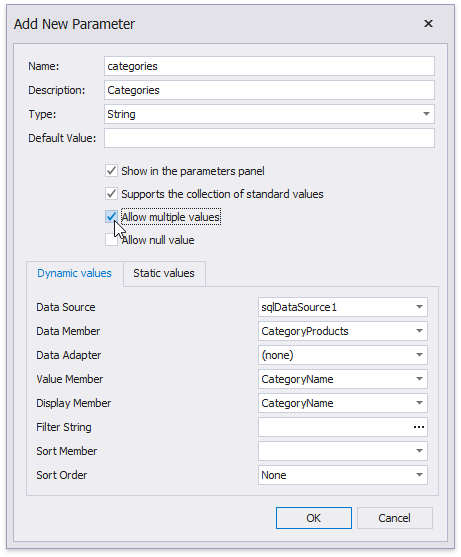 Add New Parameter
Name: categories
Description: Categories
Type: String
Default Value:
Show in the parameters panel
Supports the collection of standard values
Allow multiple values
Allow null value
Dynamic values Static values
Data Source sqlDataSource1
Data Member CategoryProducts
Data Adapter (none)
Value Member CategoryName
Display Member CategoryName
Filter String ...
Sort Member
Sort Order None
OK Cancel